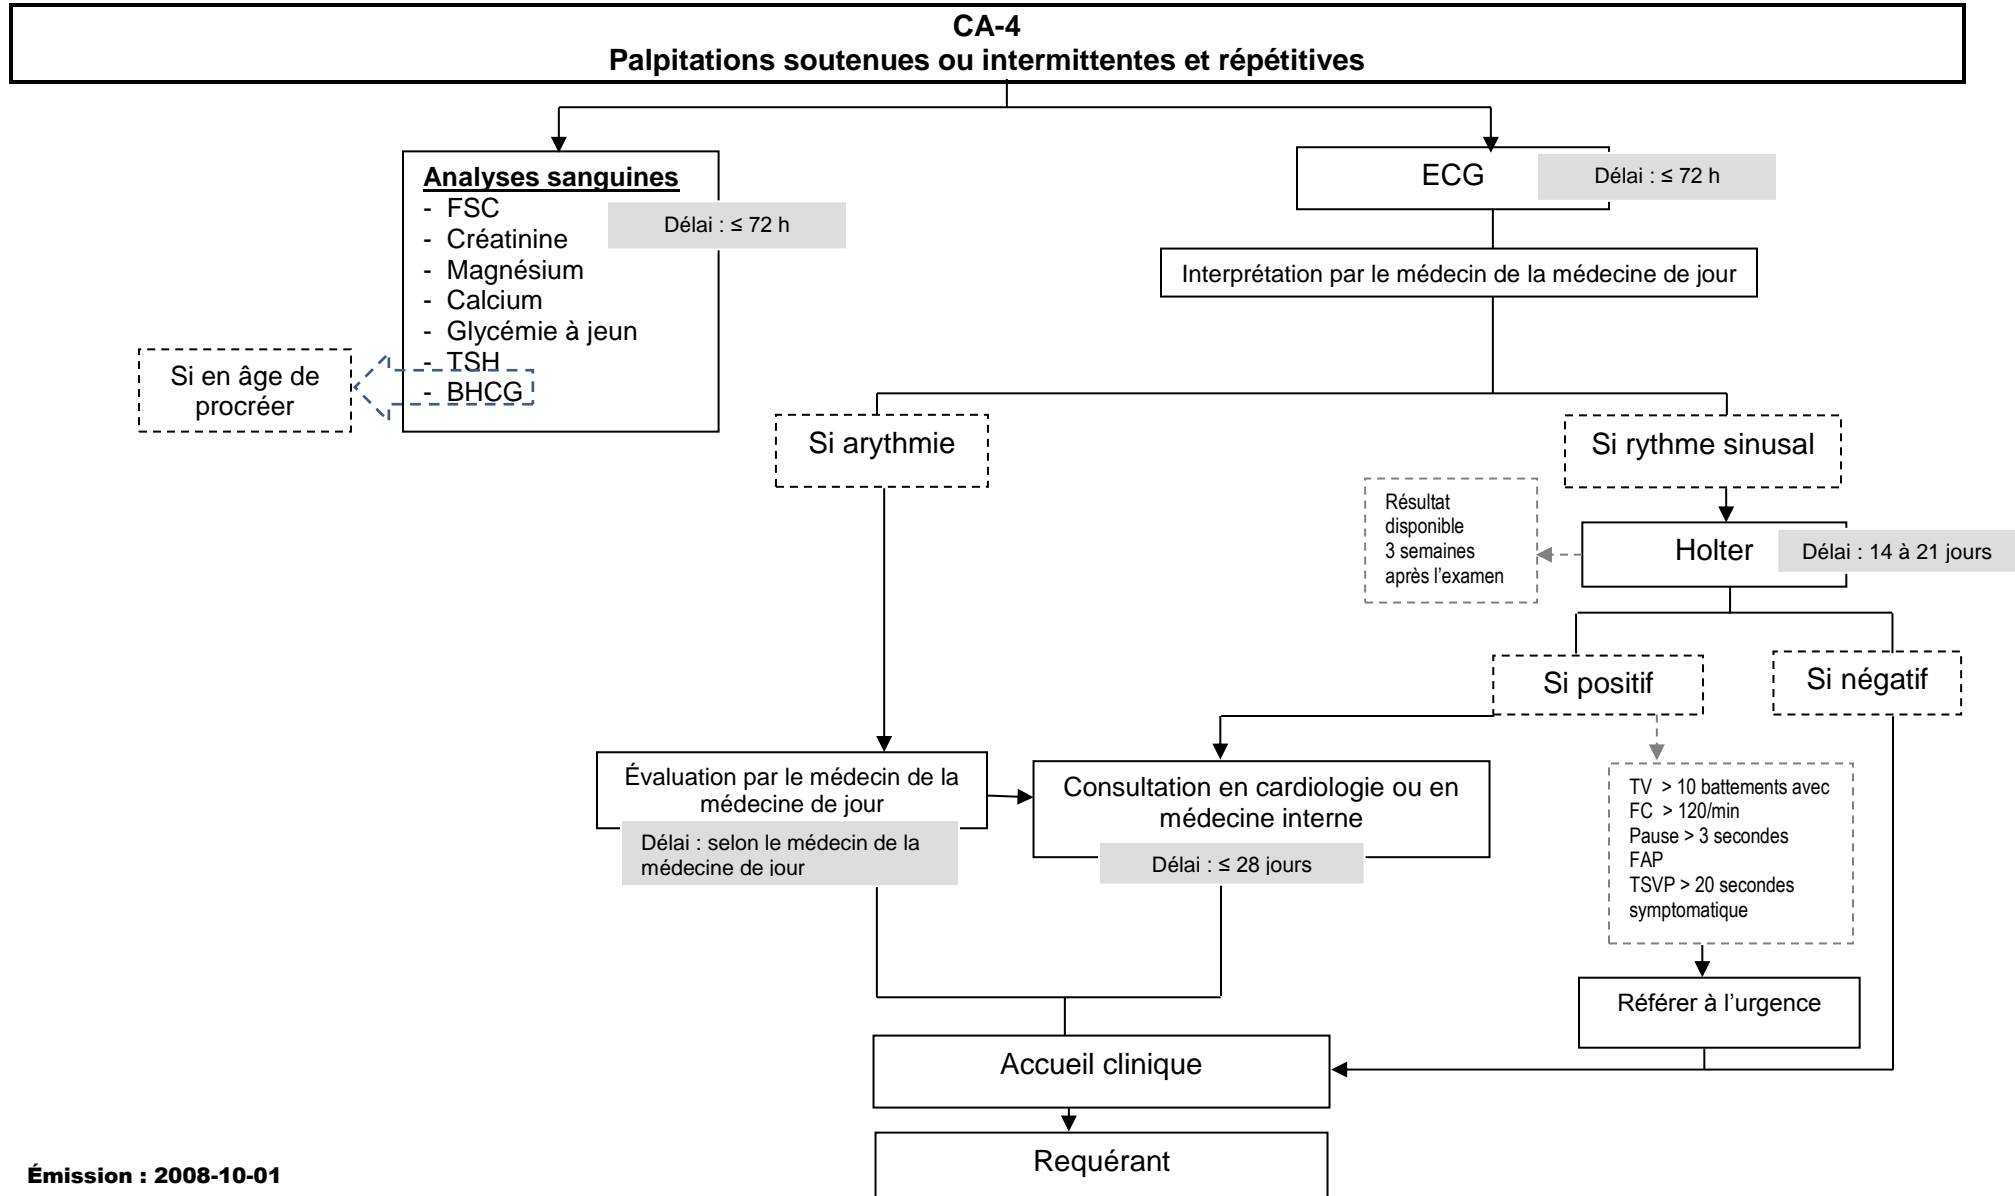 CA-4
Palpitations soutenues ou intermittentes et répétitives
Analyses sanguines
- FSC
- Créatinine
- Magnésium
- Calcium
- Glycémie à jeun
- TSH
- BHCG
Délai : ≤ 72 h
Si en âge de
procréer
ECG
Délai : ≤ 72 h
Interprétation par le médecin de la médecine de jour
Si arythmie
Si rythme sinusal
Résultat
disponible
3 semaines
après l’examen
Holter
Délai : 14 à 21 jours
Si positif
Si négatif
Évaluation par le médecin de la
médecine de jour
Délai : selon le médecin de la
médecine de jour
Consultation en cardiologie ou en
médecine interne
Délai : ≤ 28 jours
TV > 10 battements avec
FC > 120/min
Pause > 3 secondes
FAP
TSVP > 20 secondes
symptomatique
Référer à l’urgence
Accueil clinique
Requérant
Émission : 2008-10-01